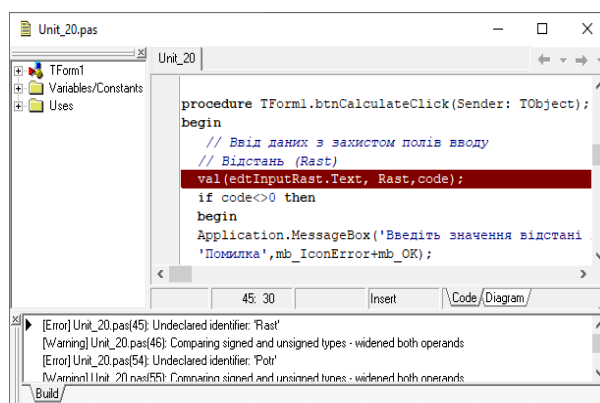 Unit_20.pas
TForm1
Variables/Constants
Uses
Unit_20
procedure TForm1.btnCalculateClick(Sender: TObject);
begin
// Ввід даних з захистом полів вводу
// Відстань (Rast)
val(edtInputRast.Text, Rast,code);
if code<>0 then
begin
Application.MessageBox('Введіть значення відстані
'Помилка',mb_IconError+mb_OK);
45: 30
Insert
Code
Diagram
[Error] Unit_20.pas(45): Undeclared identifier: 'Rast'
[Warning] Unit_20.pas(46): Comparing signed and unsigned types - widened both operands
[Error] Unit_20.pas(54): Undeclared identifier: 'Potr'
[Warning] Unit_20.pas(55): Comparing signed and unsigned types - widened both operands
Build